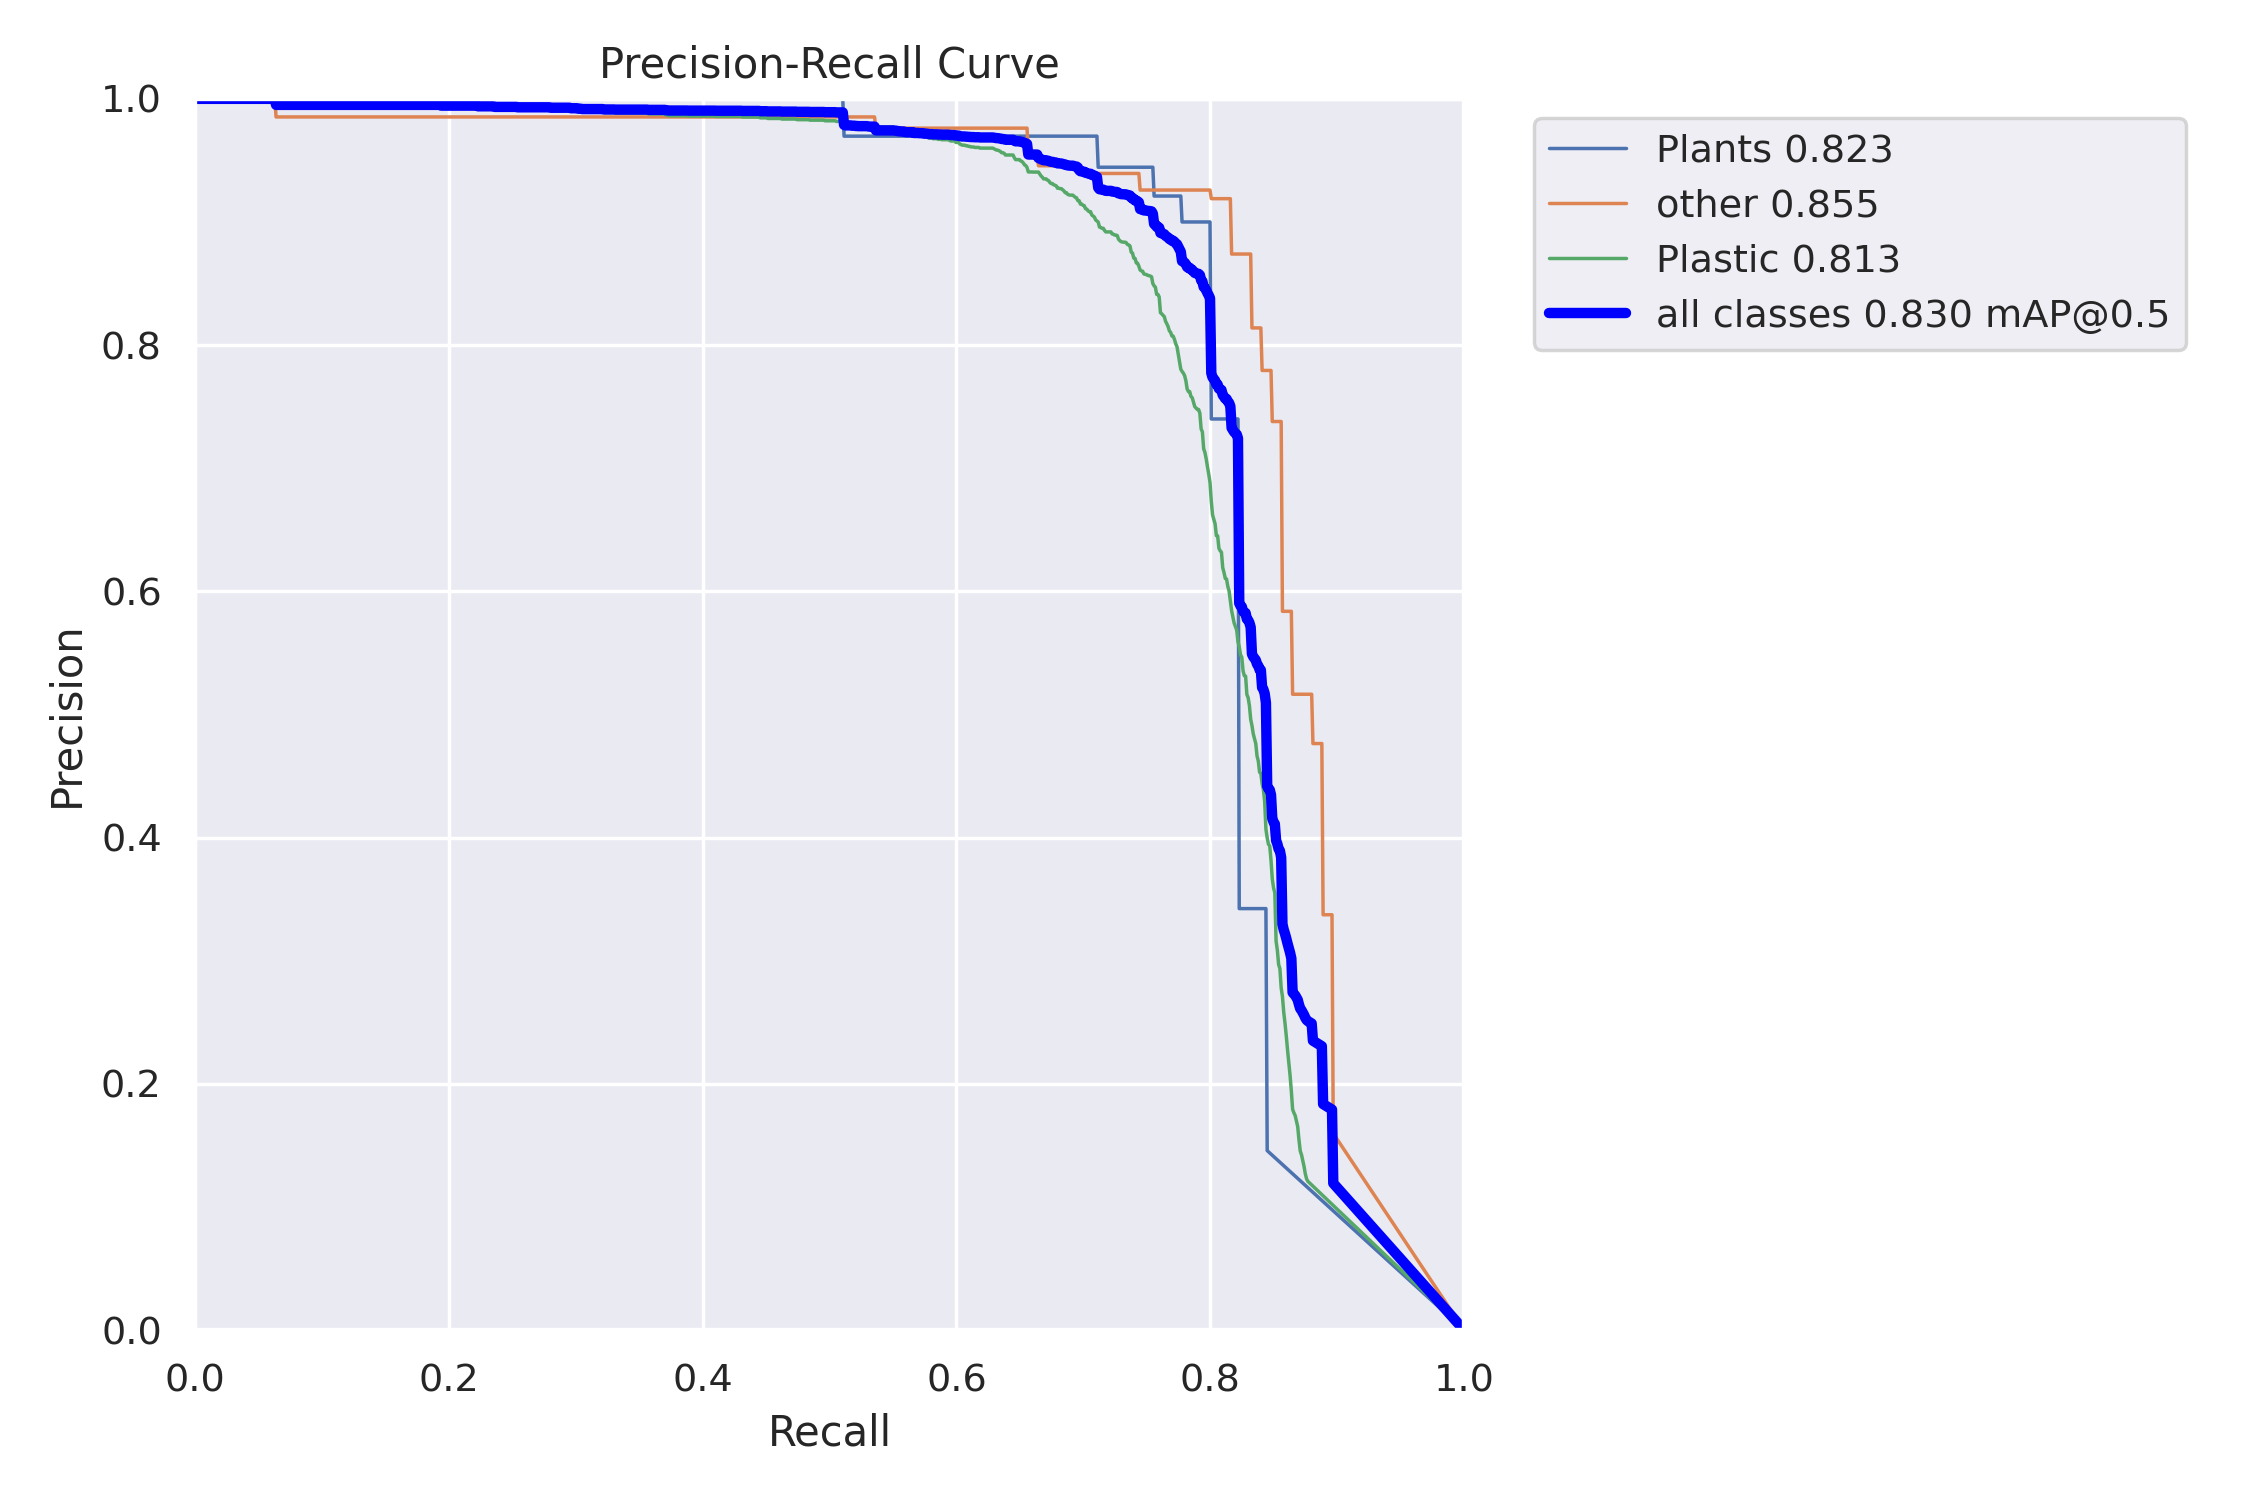 Precision-Recall Curve
1.0
0.8
0.6
0.4
0.2
0.0
Precision
0.0 0.2 0.4 0.6 0.8 1.0
Recall
Plants 0.823
other 0.855
Plastic 0.813
all classes 0.830 mAP@0.5